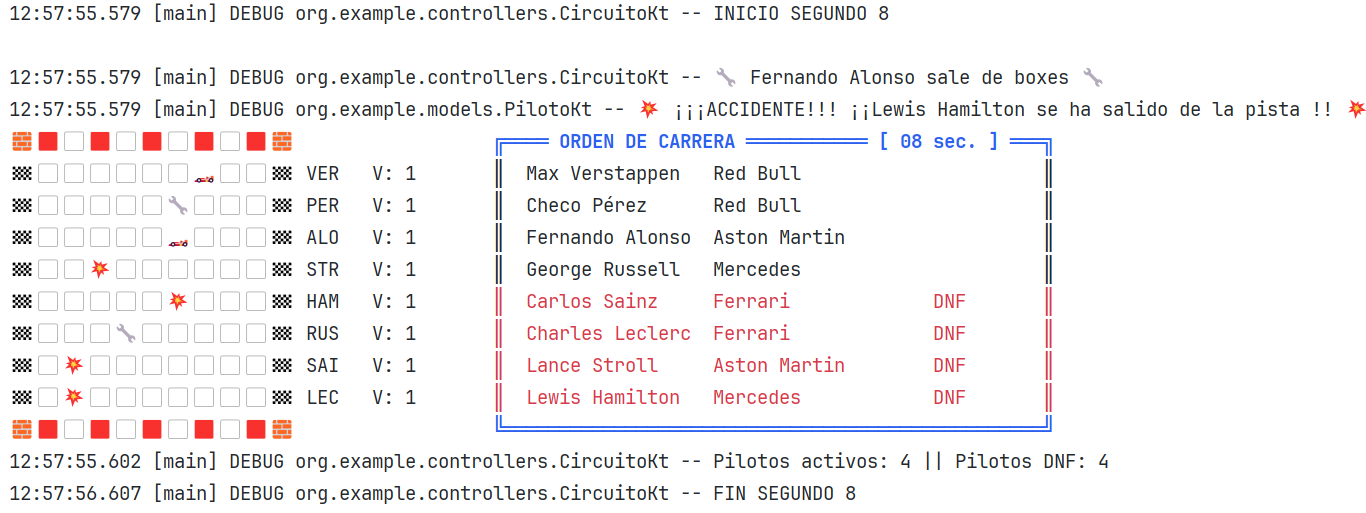 12:57:55.579 [main] DEBUG org.example.controllers.CircuitoKt -- INICIO SEGUNDO 8
12:57:55.579 [main] DEBUG org.example.controllers.CircuitoKt -- 🔧 Fernando Alonso sale de boxes 🔧
12:57:55.579 [main] DEBUG org.example.models.PilotoKt -- 💥 ¡¡¡ACCIDENTE!!! ¡¡Lewis Hamilton se ha salido de la pista !! 💥
ORDEN DE CARRERA [ 08 sec. ]
VER V: 1 Max Verstappen Red Bull
PER V: 1 Checo Pérez Red Bull
ALO V: 1 Fernando Alonso Aston Martin
STR V: 1 George Russell Mercedes
HAM V: 1 Carlos Sainz Ferrari DNF
RUS V: 1 Charles Leclerc Ferrari DNF
SAI V: 1 Lance Stroll Aston Martin DNF
LEC V: 1 Lewis Hamilton Mercedes DNF
12:57:55.602 [main] DEBUG org.example.controllers.CircuitoKt -- Pilotos activos: 4 || Pilotos DNF: 4
12:57:56.607 [main] DEBUG org.example.controllers.CircuitoKt -- FIN SEGUNDO 8